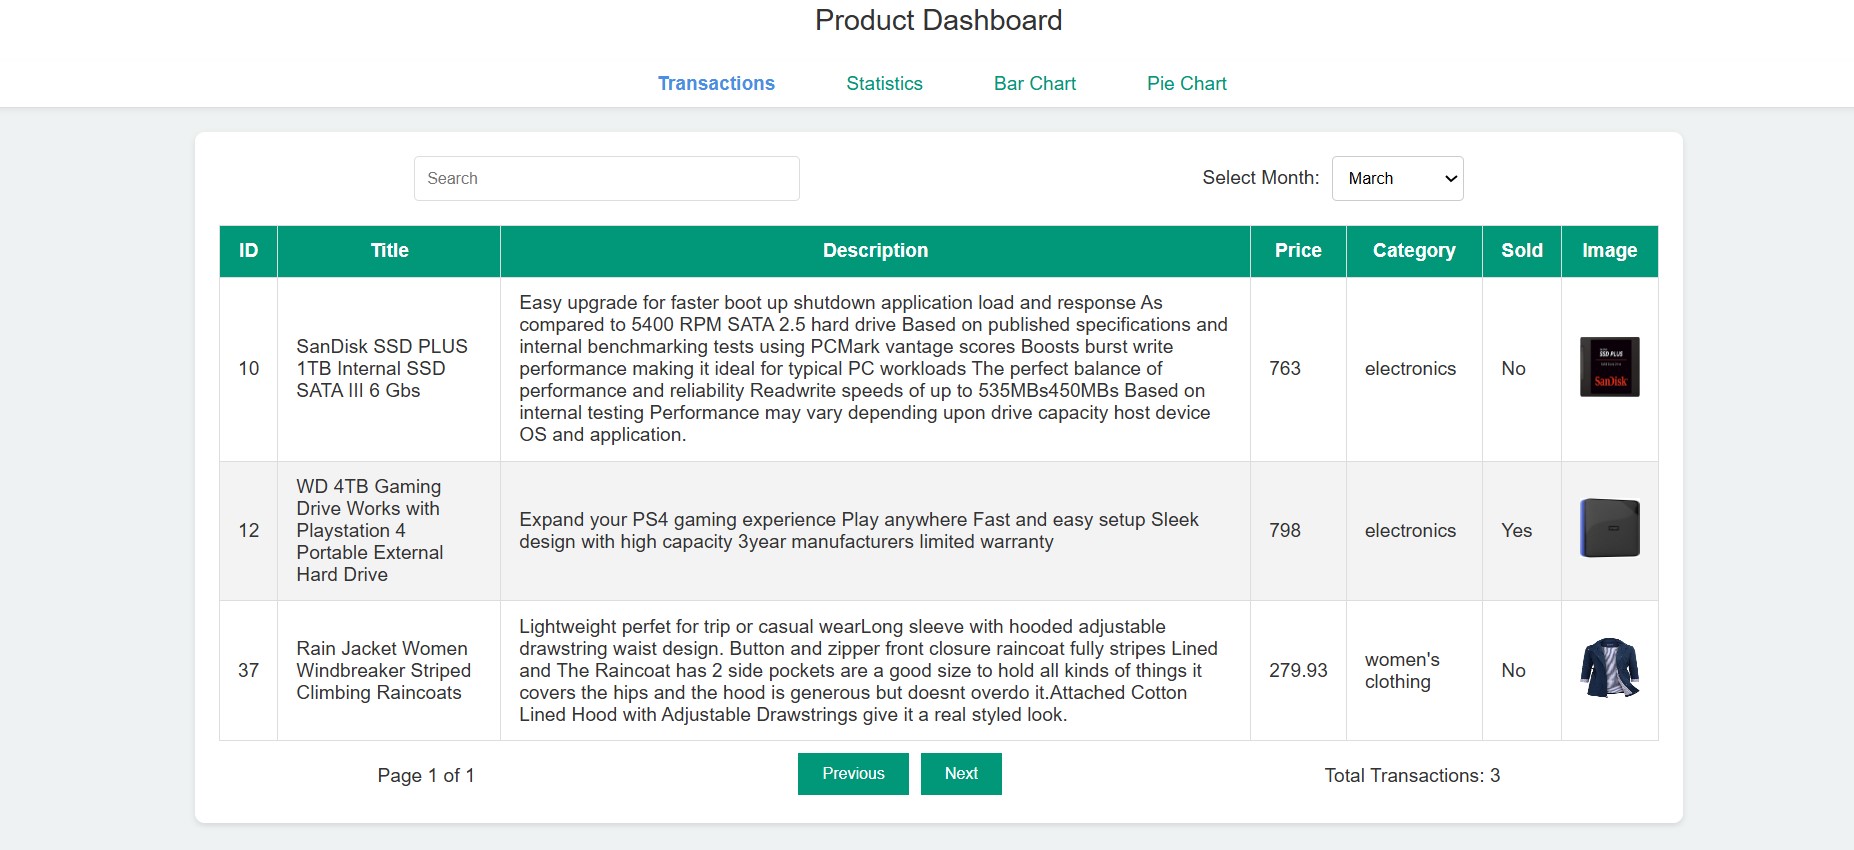 Product Dashboard
Transactions Statistics Bar Chart Pie Chart
Search Select Month: March
ID Title Description Price Category Sold Image
10
SanDisk SSD PLUS
1TB Internal SSD
SATA III 6 Gbs
Easy upgrade for faster boot up shutdown application load and response As
compared to 5400 RPM SATA 2.5 hard drive Based on published specifications and
internal benchmarking tests using PCMark vantage scores Boosts burst write
performance making it ideal for typical PC workloads The perfect balance of
performance and reliability Readwrite speeds of up to 535MBs450MBs Based on
internal testing Performance may vary depending upon drive capacity host device
OS and application.
763
electronics
No
SSD PLUS
SanDisk
12
WD 4TB Gaming
Drive Works with
Playstation 4
Portable External
Hard Drive
Expand your PS4 gaming experience Play anywhere Fast and easy setup Sleek
design with high capacity 3year manufacturers limited warranty
798
electronics
Yes
37
Rain Jacket Women
Windbreaker Striped
Climbing Raincoats
Lightweight perfet for trip or casual wearLong sleeve with hooded adjustable
drawstring waist design. Button and zipper front closure raincoat fully stripes Lined
and The Raincoat has 2 side pockets are a good size to hold all kinds of things it
covers the hips and the hood is generous but doesnt overdo it.Attached Cotton
Lined Hood with Adjustable Drawstrings give it a real styled look.
279.93
women's
clothing
No
Page 1 of 1 Previous Next Total Transactions: 3